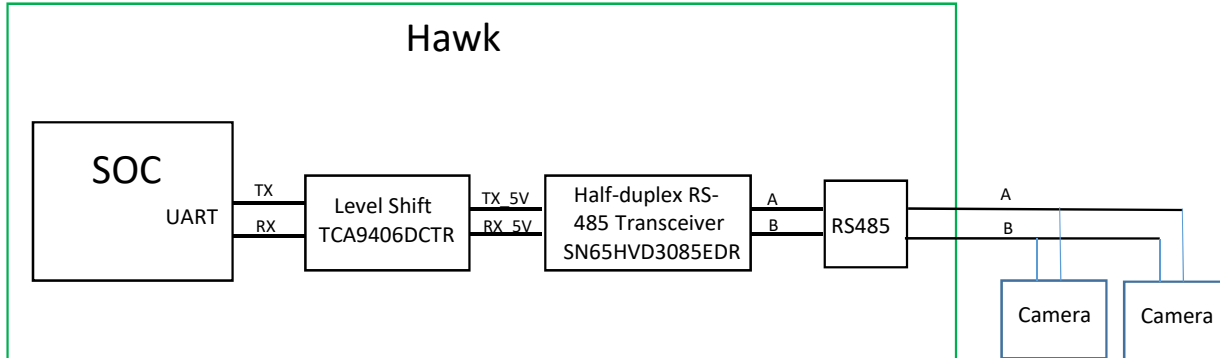 Hawk
SOC
UART
TX
RX
Level Shift
TCA9406DCTR
TX_5V
RX_5V
Half-duplex RS-
485 Transceiver
SN65HVD3085EDR
A
B
RS485
A
B
Camera
Camera